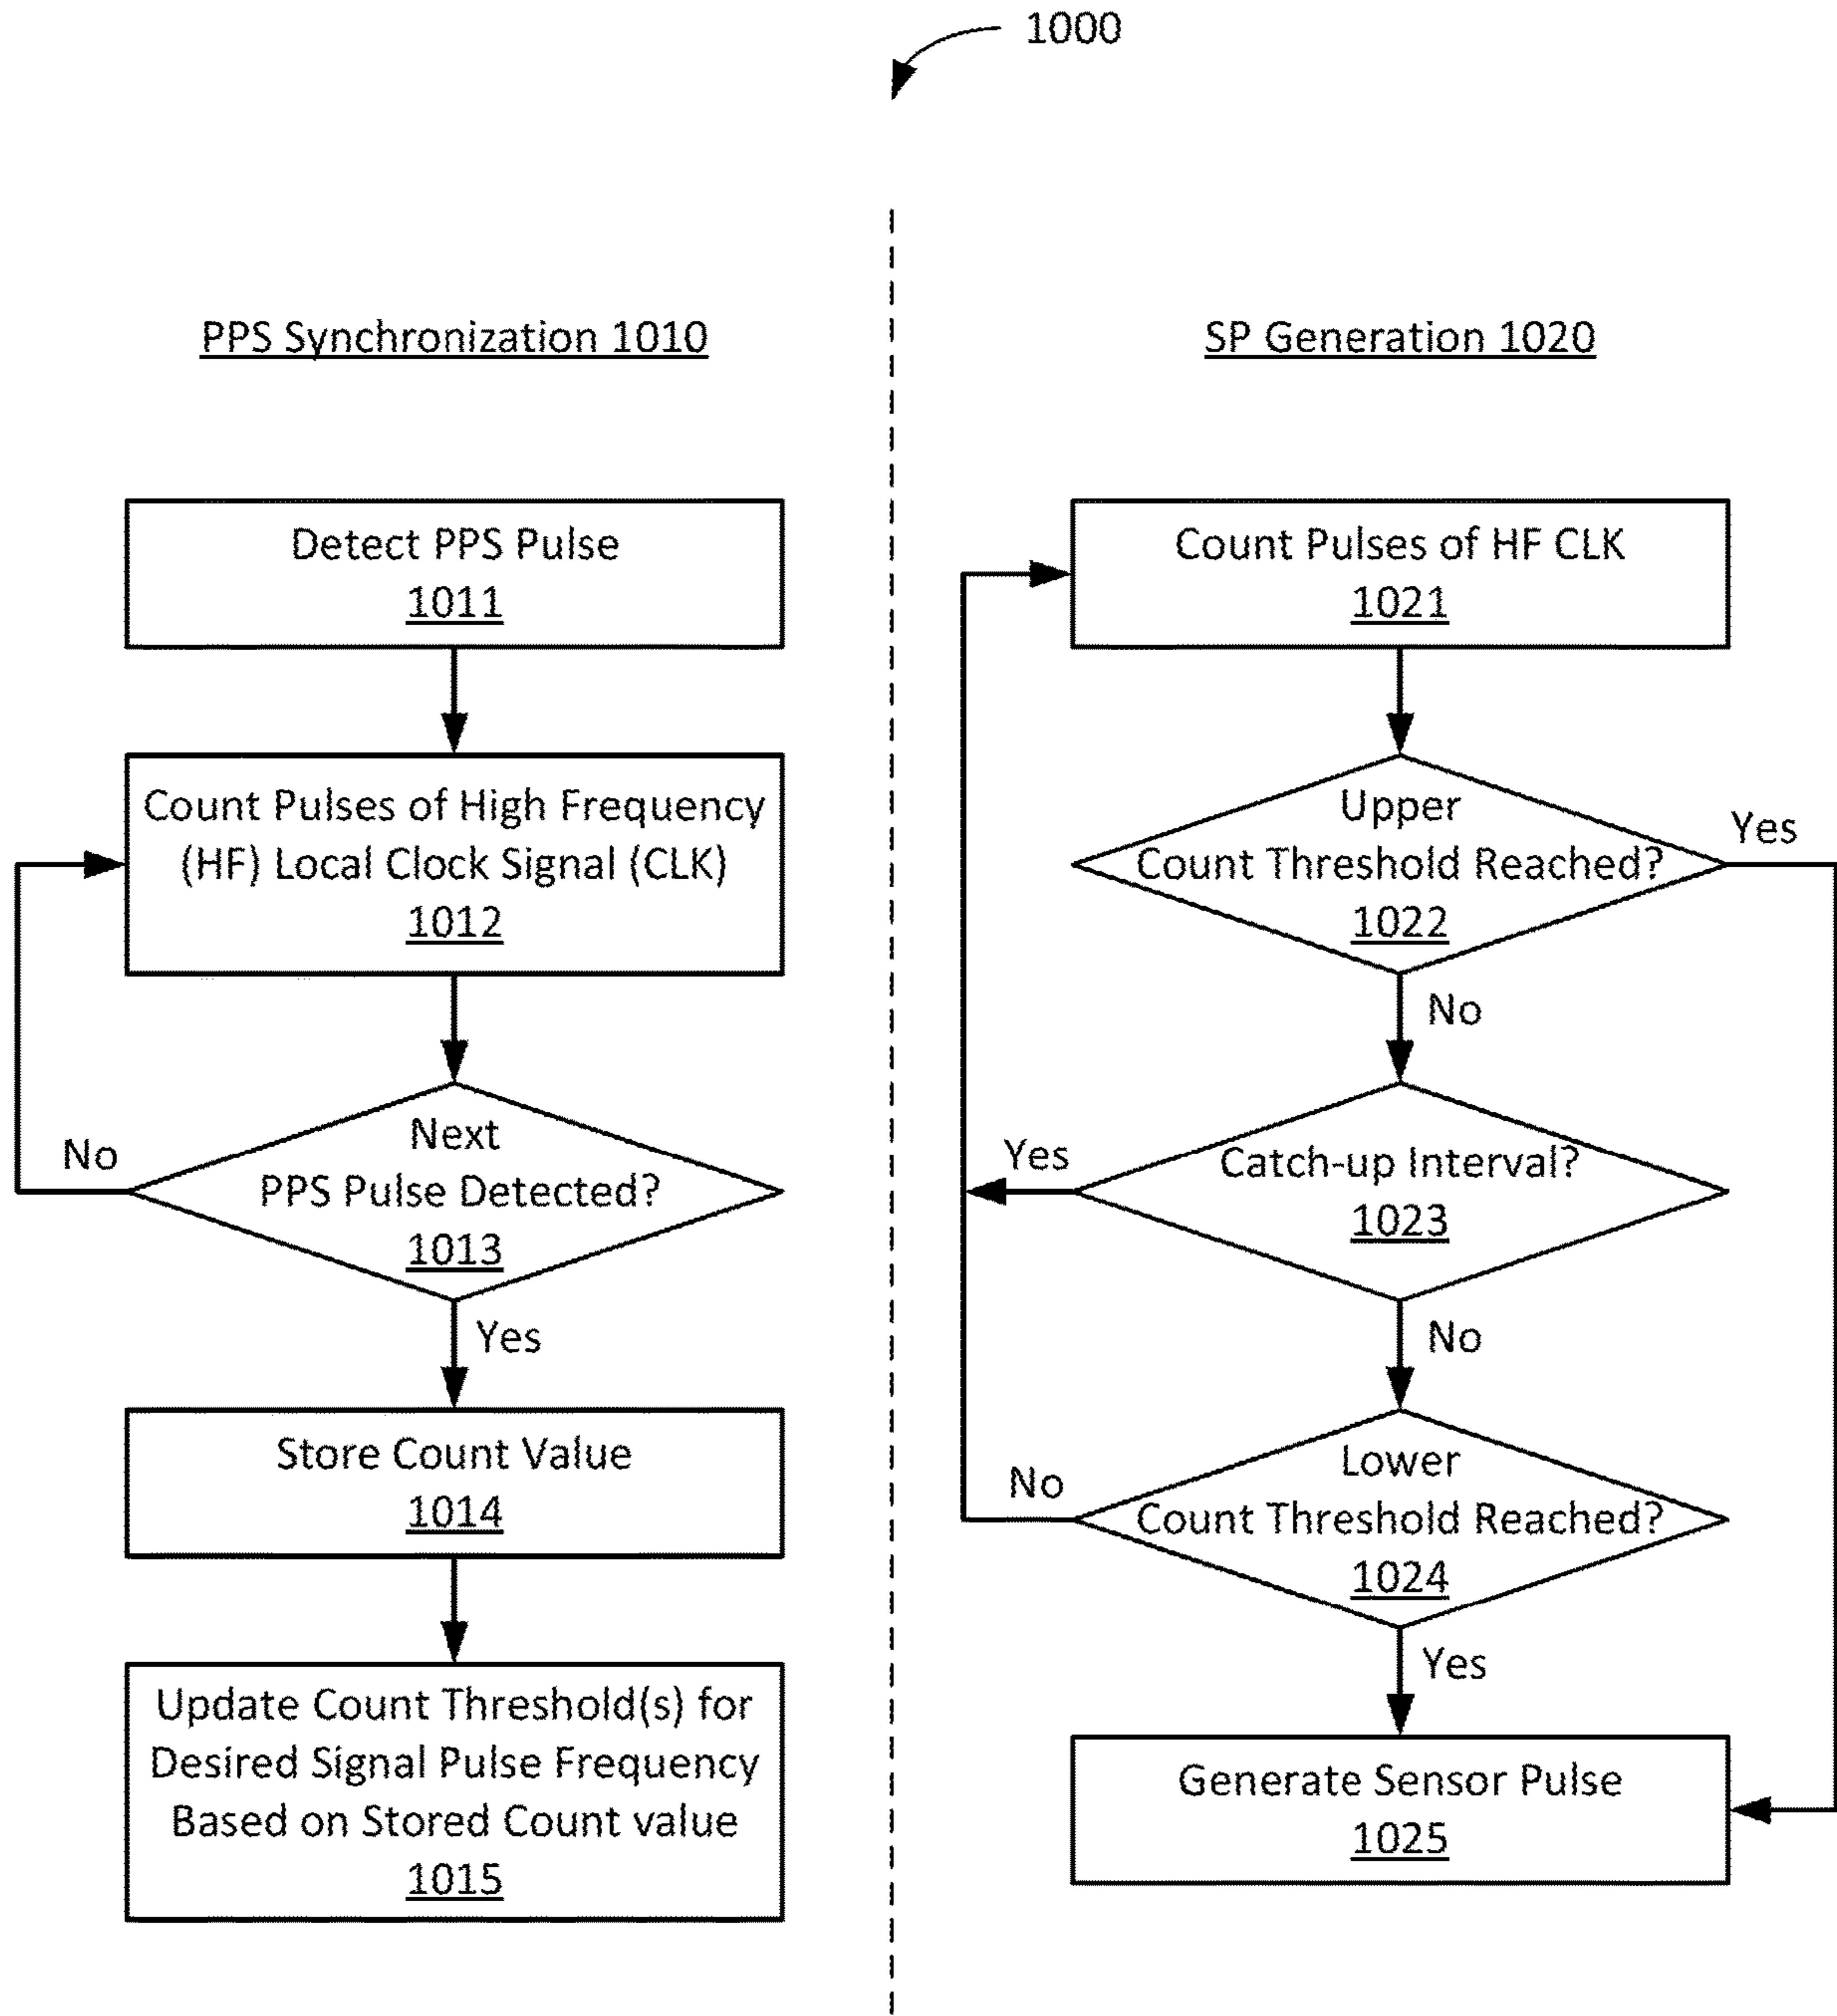 1000
PPS Synchronization 1010
Detect PPS Pulse
1011
Count Pulses of High Frequency
(HF) Local Clock Signal (CLK)
1012
No
Next
PPS Pulse Detected?
1013
Yes
Store Count Value
1014
Update Count Threshold(s) for
Desired Signal Pulse Frequency
Based on Stored Count value
1015
SP Generation 1020
Count Pulses of HF CLK
1021
Upper
Count Threshold Reached?
1022
Yes
No
Yes
Catch-up Interval?
1023
No
No
Lower
Count Threshold Reached?
1024
Yes
Generate Sensor Pulse
1025